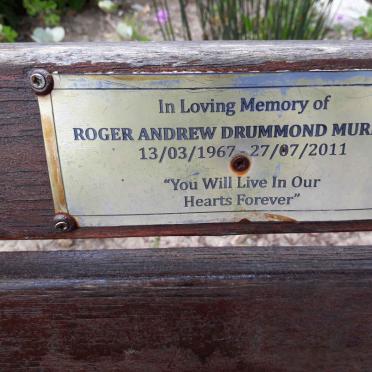 In Loving Memory of
ROGER ANDREW DRUMMOND
13/03/1967 - 27/07/2011
"You Will Live In Our
Hearts Forever"